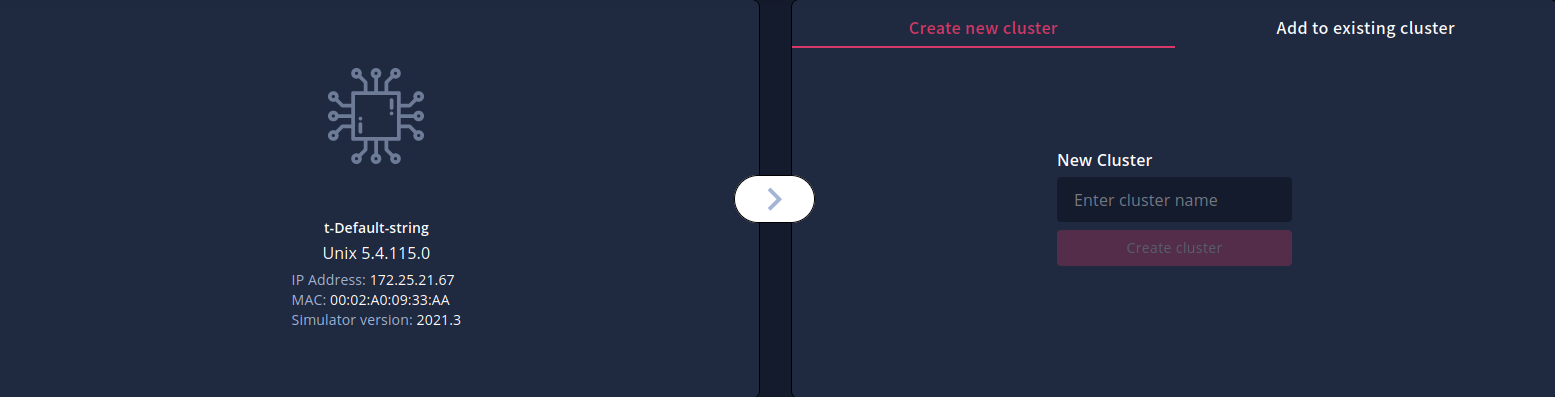 t-Default-string
Unix 5.4.115.0
IP Address: 172.25.21.67
MAC: 00:02:A0:09:33:AA
Simulator version: 2021.3
Create new cluster
Add to existing cluster
New Cluster
Enter cluster name
Create cluster